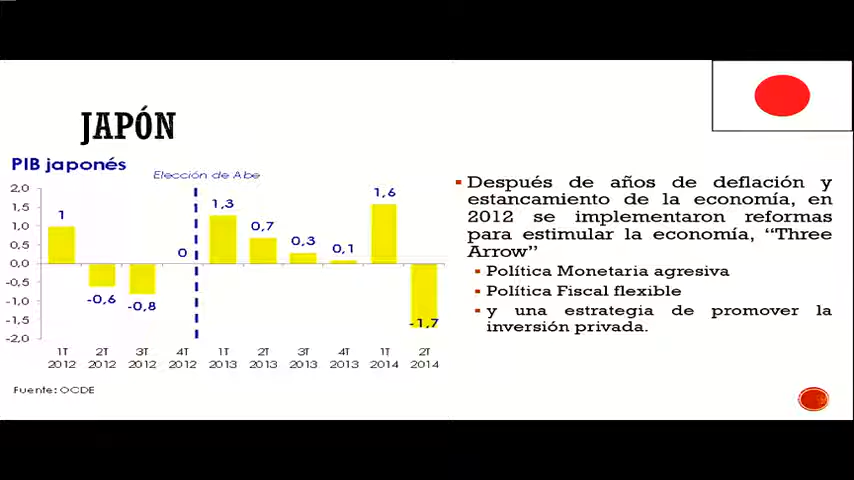 JAPÓN
PIB japonés
Elección de Abe
2,0
1,5
1,0
0,5
0,0
-0,5
-1,0
-1,5
-2,0
1
-0,6
-0,8
0
1,3
0,7
0,3
0,1
1,6
-1,7
1T 2T 3T 4T 1T 2T 3T 4T 1T 2T
2012 2012 2012 2012 2013 2013 2013 2013 2014 2014
Fuente: OCDE
Después de años de deflación y
estancamiento de la economía, en
2012 se implementaron reformas
para estimular la economía, “Three
Arrow”
Política Monetaria agresiva
Política Fiscal flexible
y una estrategia de promover la
inversión privada.